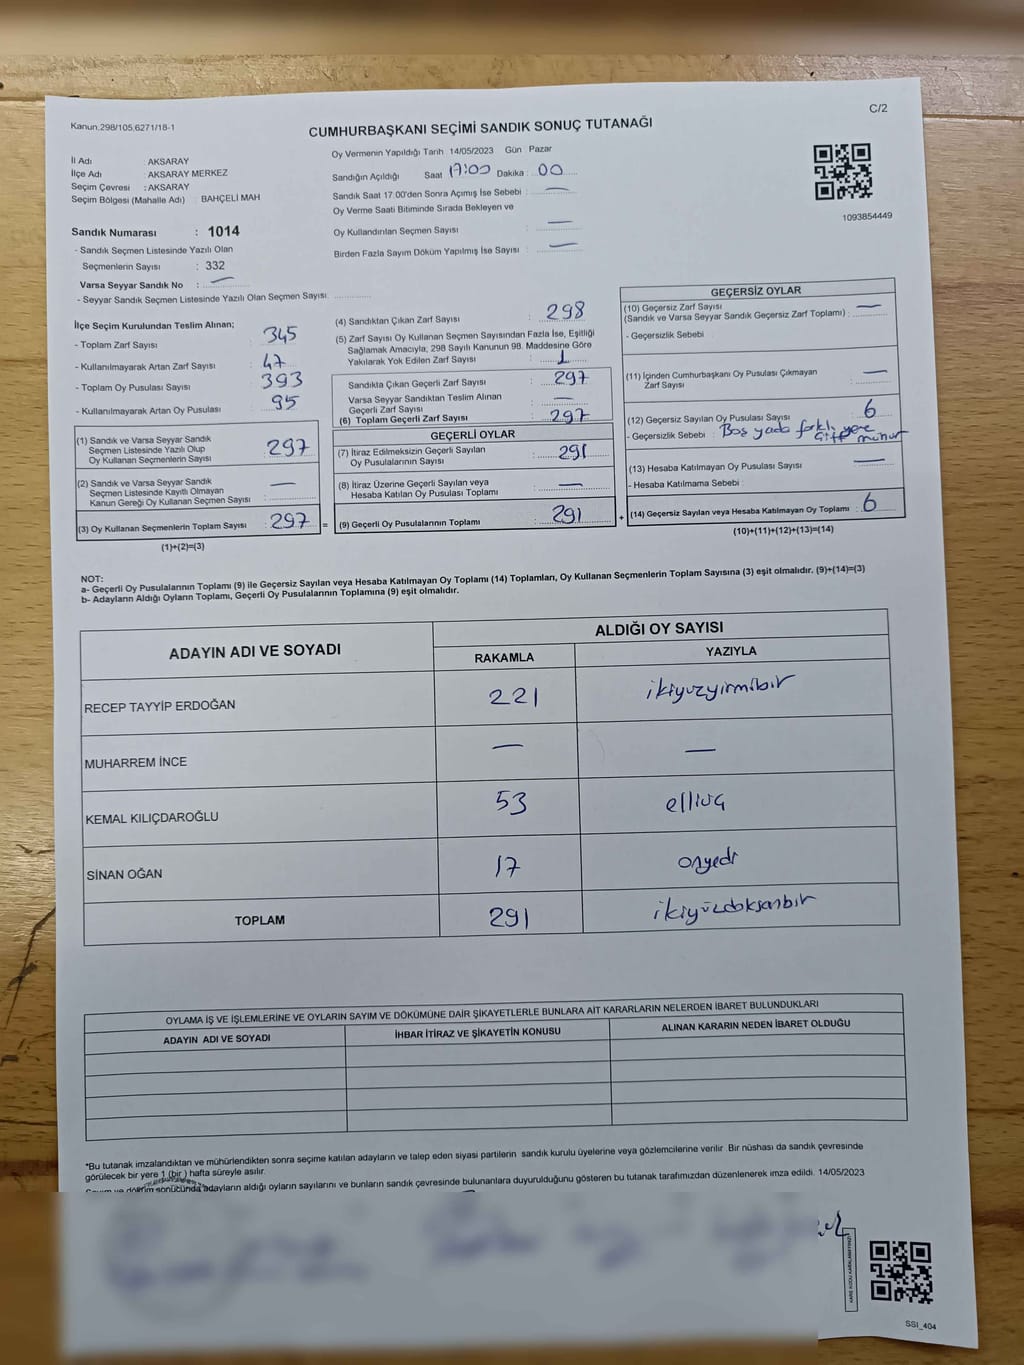 Kanun:298/105,6271/18-1
C/2
CUMHURBAŞKANI SEÇİMİ SANDIK SONUÇ TUTANAĞI
İl Adı : AKSARAY
İlçe Adı : AKSARAY MERKEZ
Seçim Çevresi : AKSARAY
Seçim Bölgesi (Mahalle Adı) BAHÇELİ MAH
Sandık Numarası : 1014
- Sandık Seçmen Listesinde Yazılı Olan
Seçmenlerin Sayısı : 332
Varsa Seyyar Sandık No : —
- Seyyar Sandık Seçmen Listesinde Yazılı Olan Seçmen Sayısı:
Oy Vermenin Yapıldığı Tarih 14/05/2023 Gün : Pazar
Sandığın Açıldığı Saat 17:00 Dakika : 00
Sandık Saat 17.00'den Sonra Açımış İse Sebebi : —
Oy Verme Saati Bitiminde Sırada Bekleyen ve
Oy Kullandırılan Seçmen Sayısı : —
Birden Fazla Sayım Döküm Yapılmış İse Sayısı : —
1093854449
İlçe Seçim Kurulundan Teslim Alınan;
- Toplam Zarf Sayısı : 345
- Kullanılmayarak Artan Zarf Sayısı : 47
- Toplam Oy Pusulası Sayısı : 393
- Kullanılmayarak Artan Oy Pusulası : 95
(1) Sandık ve Varsa Seyyar Sandık
Seçmen Listesinde Yazılı Olup
Oy Kullanan Seçmenlerin Sayısı : 297
(2) Sandık ve Varsa Seyyar Sandık
Seçmen Listesinde Kayıtlı Olmayan
Kanun Gereği Oy Kullanan Seçmen Sayısı : —
(3) Oy Kullanan Seçmenlerin Toplam Sayısı : 297 =
(1)+(2)=(3)
(4) Sandıktan Çıkan Zarf Sayısı : 298
(5) Zarf Sayısı Oy Kullanan Seçmen Sayısından Fazla İse, Eşitliği
Sağlamak Amacıyla, 298 Sayılı Kanunun 98. Maddesine Göre
Yakılarak Yok Edilen Zarf Sayısı : 1
Sandıkta Çıkan Geçerli Zarf Sayısı : 297
Varsa Seyyar Sandıktan Teslim Alınan
Geçerli Zarf Sayısı : —
(6) Toplam Geçerli Zarf Sayısı : 297
GEÇERLİ OYLAR
(7) İtiraz Edilmeksizin Geçerli Sayılan
Oy Pusulalarının Sayısı : 291
(8) İtiraz Üzerine Geçerli Sayılan veya
Hesaba Katılan Oy Pusulası Toplamı : —
(9) Geçerli Oy Pusulalarının Toplamı : 291 +
GEÇERSİZ OYLAR
(10) Geçersiz Zarf Sayısı
(Sandık ve Varsa Seyyar Sandık Geçersiz Zarf Toplamı) : —
- Geçersizlik Sebebi
(11) İçinden Cumhurbaşkanı Oy Pusulası Çıkmayan
Zarf Sayısı : —
(12) Geçersiz Sayılan Oy Pusulası Sayısı : 6
- Geçersizlik Sebebi : Boş yada farklı yere
çift mühür
(13) Hesaba Katılmayan Oy Pusulası Sayısı : —
- Hesaba Katılmama Sebebi :
(14) Geçersiz Sayılan veya Hesaba Katılmayan Oy Toplamı : 6
(10)+(11)+(12)+(13)=(14)
NOT:
a- Geçerli Oy Pusulalarının Toplamı (9) ile Geçersiz Sayılan veya Hesaba Katılmayan Oy Toplamı (14) Toplamları, Oy Kullanan Seçmenlerin Toplam Sayısına (3) eşit olmalıdır. (9)+(14)=(3)
b- Adayların Aldığı Oyların Toplamı, Geçerli Oy Pusulalarının Toplamına (9) eşit olmalıdır.
ADAYIN ADI VE SOYADI
ALDIĞI OY SAYISI
RAKAMLA YAZIYLA
RECEP TAYYİP ERDOĞAN 221 ikiyüzyirmibir
MUHARREM İNCE — —
KEMAL KILIÇDAROĞLU 53 elliüç
SİNAN OĞAN 17 onyedi
TOPLAM 291 ikiyüzdoksanbir
OYLAMA İŞ VE İŞLEMLERİNE VE OYLARIN SAYIM VE DÖKÜMÜNE DAİR ŞİKAYETLERLE BUNLARA AİT KARARLARIN NELERDEN İBARET BULUNDUKLARI
ADAYIN ADI VE SOYADI İHBAR İTİRAZ VE ŞİKAYETİN KONUSU ALINAN KARARIN NEDEN İBARET OLDUĞU
*Bu tutanak imzalandıktan ve mühürlendikten sonra seçime katılan adayların ve talep eden siyasi partilerin sandık kurulu üyelerine veya gözlemcilerine verilir. Bir nüshası da sandık çevresinde
görülecek bir yere 1 (bir) hafta süreyle asılır.
Sayım ve döküm sonucunda adayların aldığı oyların sayılarını ve bunların sandık çevresinde bulunanlara duyurulduğunu gösteren bu tutanak tarafımızdan düzenlenerek imza edildi. 14/05/2023
SSI_404